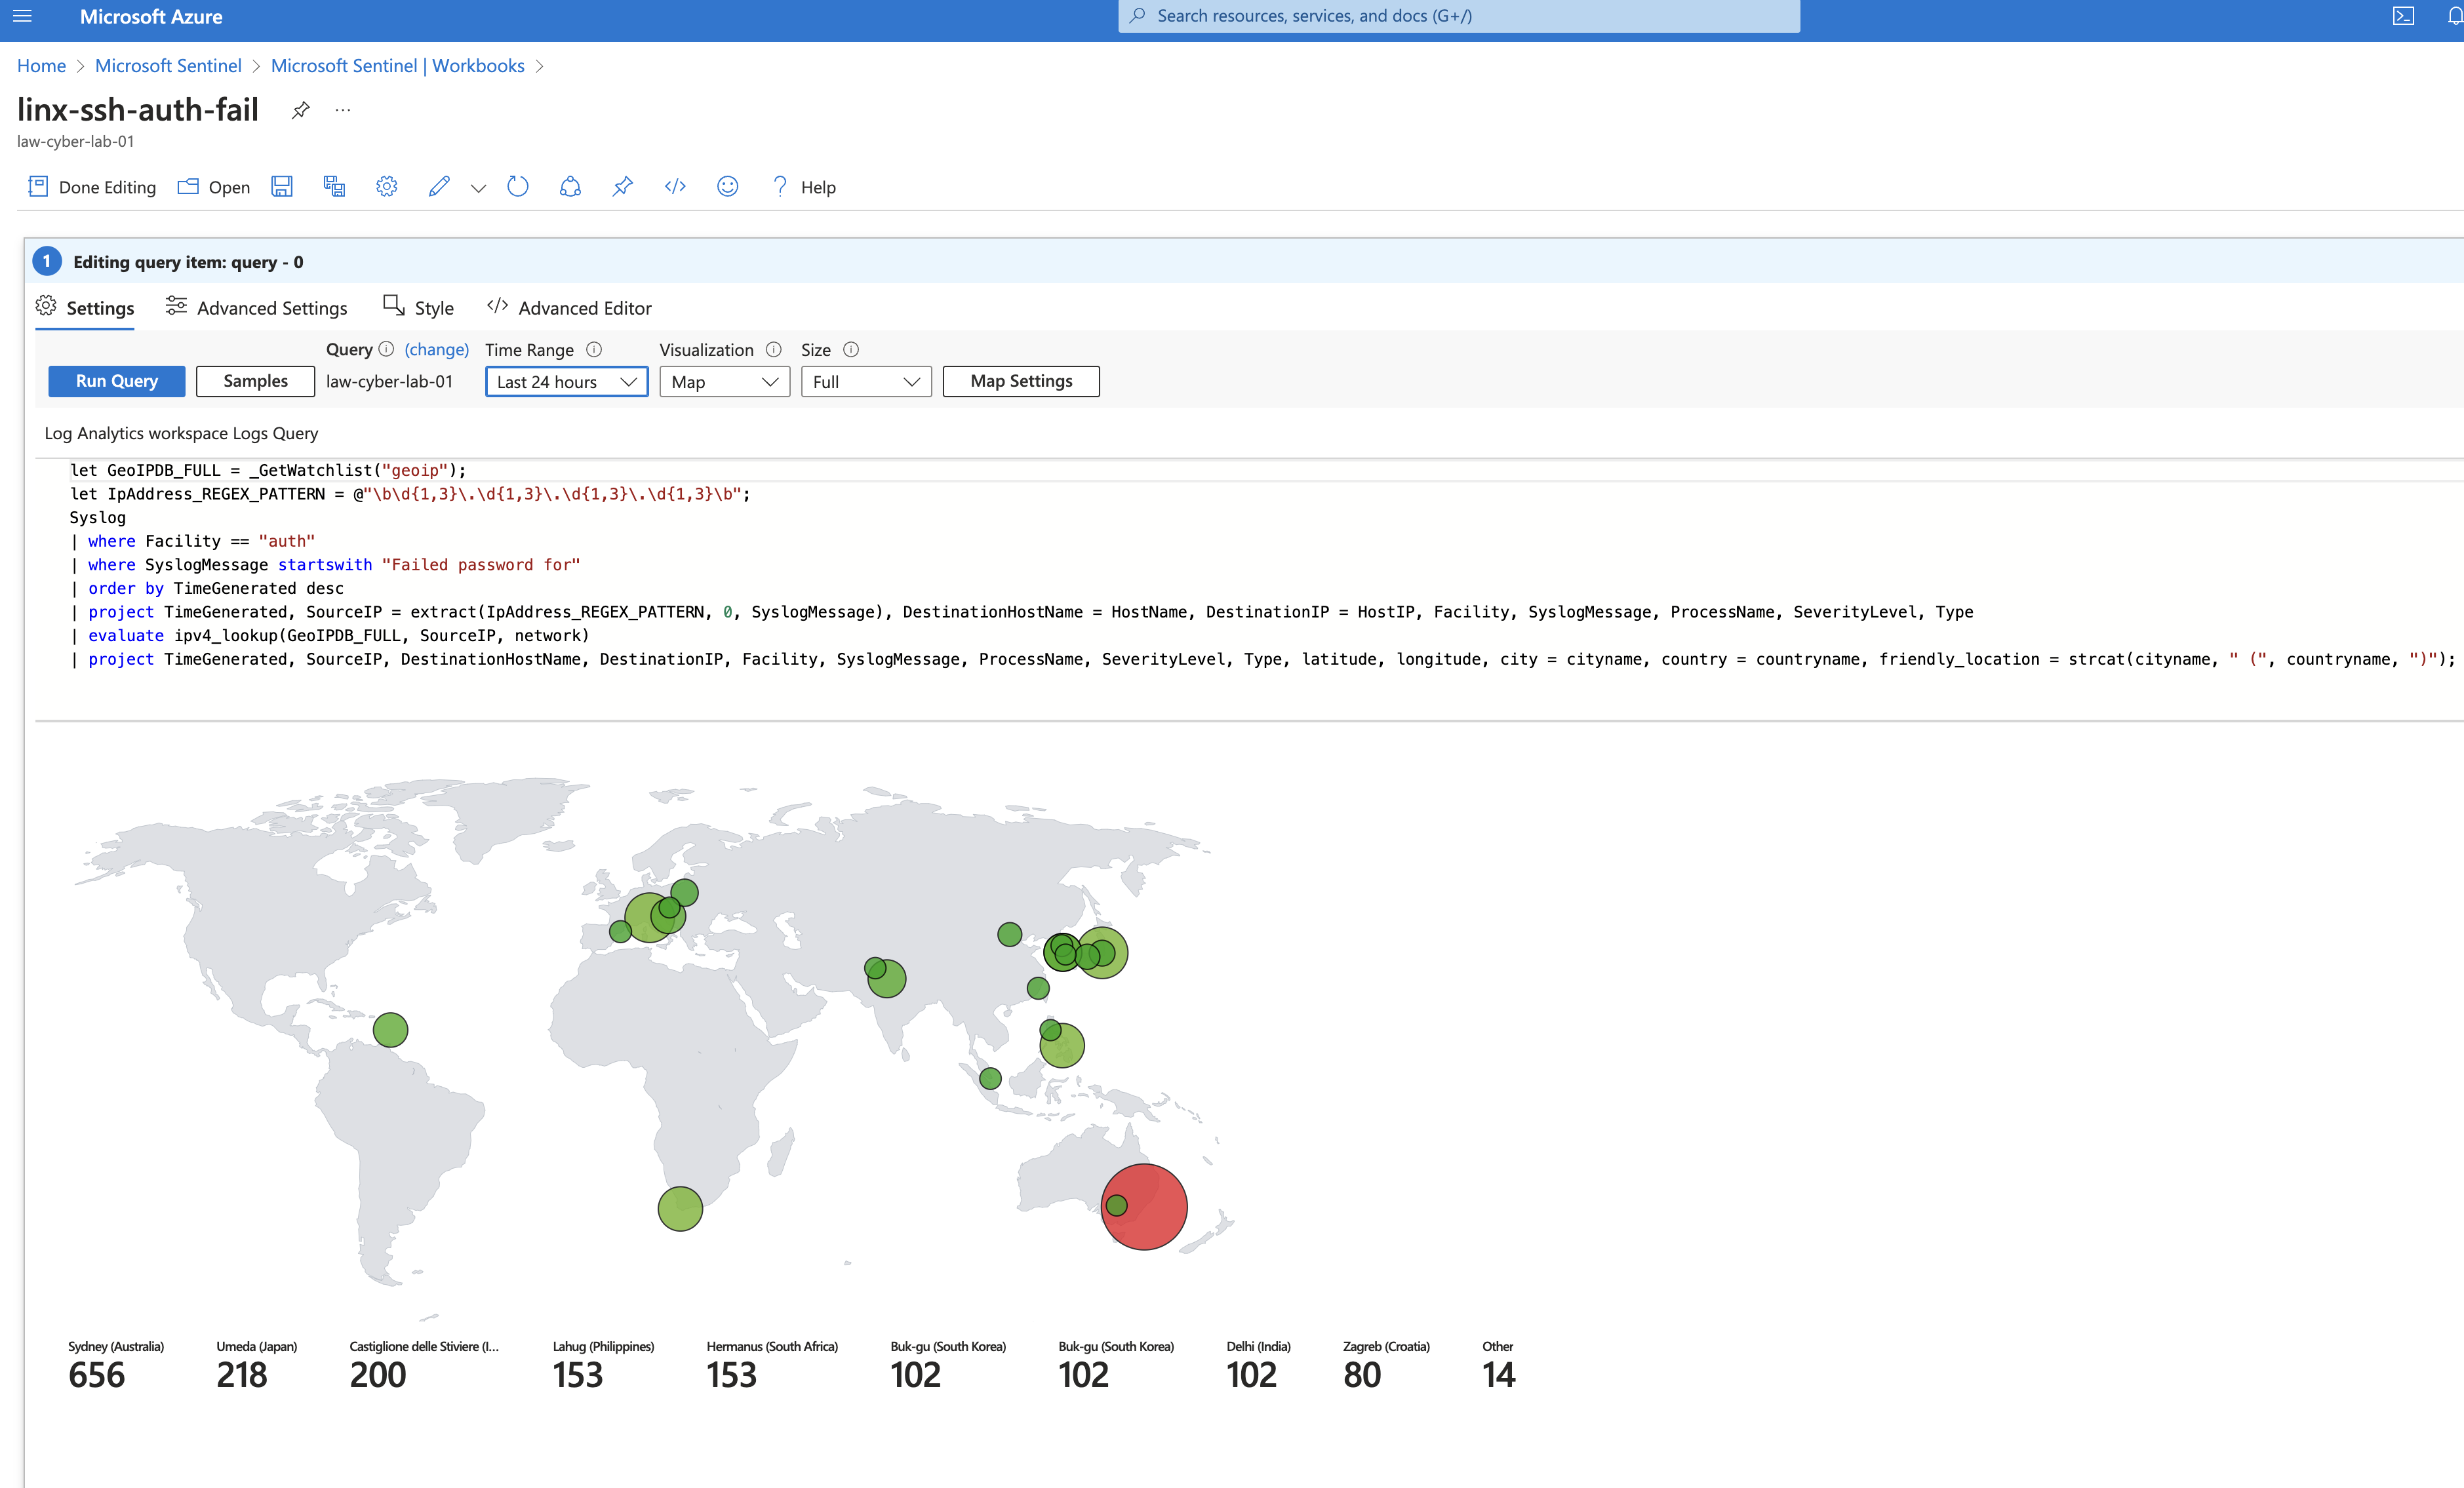 Microsoft Azure
Search resources, services, and docs (G+/)
Home > Microsoft Sentinel > Microsoft Sentinel | Workbooks >
linx-ssh-auth-fail
law-cyber-lab-01
Done Editing Open Help
1 Editing query item: query - 0
Settings Advanced Settings Style Advanced Editor
Query (change) Time Range Visualization Size
Run Query Samples law-cyber-lab-01 Last 24 hours Map Full Map Settings
Log Analytics workspace Logs Query
let GeoIPDB_FULL = _GetWatchlist("geoip");
let IpAddress_REGEX_PATTERN = @"\b\d{1,3}\.\d{1,3}\.\d{1,3}\.\d{1,3}\b";
Syslog
| where Facility == "auth"
| where SyslogMessage startswith "Failed password for"
| order by TimeGenerated desc
| project TimeGenerated, SourceIP = extract(IpAddress_REGEX_PATTERN, 0, SyslogMessage), DestinationHostName = HostName, DestinationIP = HostIP, Facility, SyslogMessage, ProcessName, SeverityLevel, Type
| evaluate ipv4_lookup(GeoIPDB_FULL, SourceIP, network)
| project TimeGenerated, SourceIP, DestinationHostName, DestinationIP, Facility, SyslogMessage, ProcessName, SeverityLevel, Type, latitude, longitude, city = cityname, country = countryname, friendly_location = strcat(cityname, " (", countryname, ")");
Sydney (Australia) Umeda (Japan) Castiglione delle Stiviere (I... Lahug (Philippines) Hermanus (South Africa) Buk-gu (South Korea) Buk-gu (South Korea) Delhi (India) Zagreb (Croatia) Other
656 218 200 153 153 102 102 102 80 14